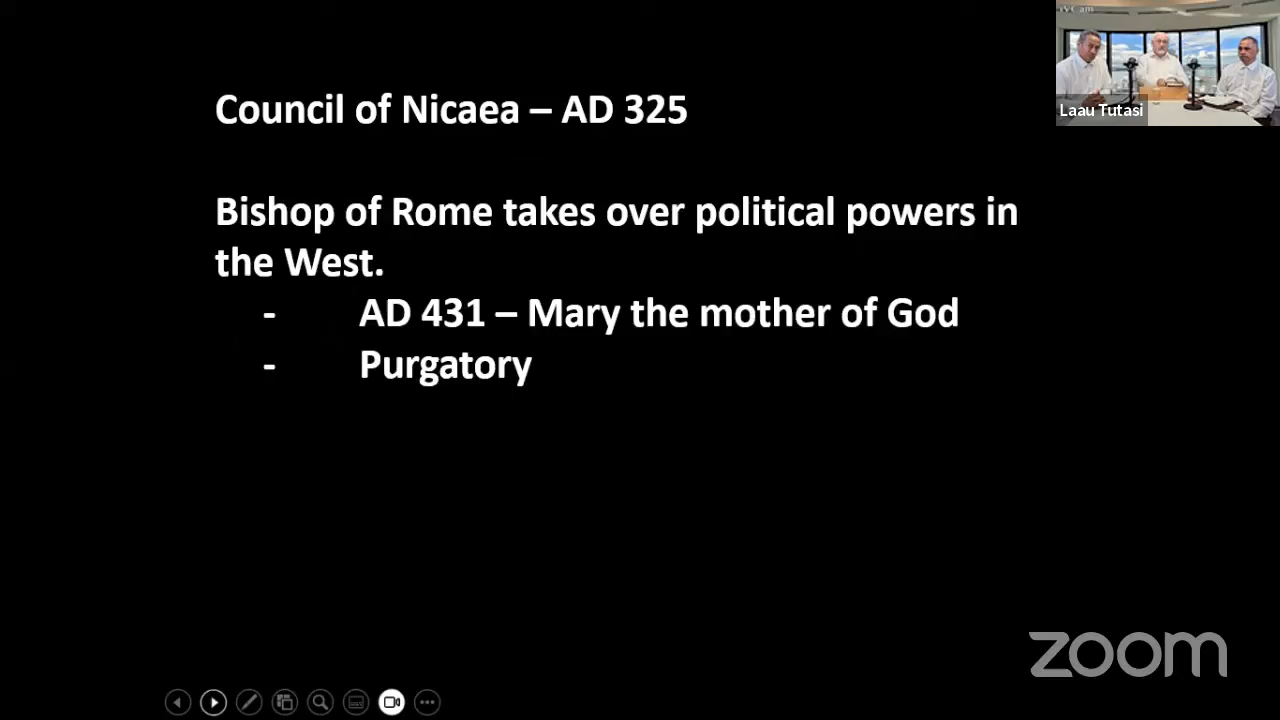 Council of Nicaea – AD 325
Bishop of Rome takes over political powers in
the West.
- AD 431 – Mary the mother of God
- Purgatory
Laau Tutasi
zoom